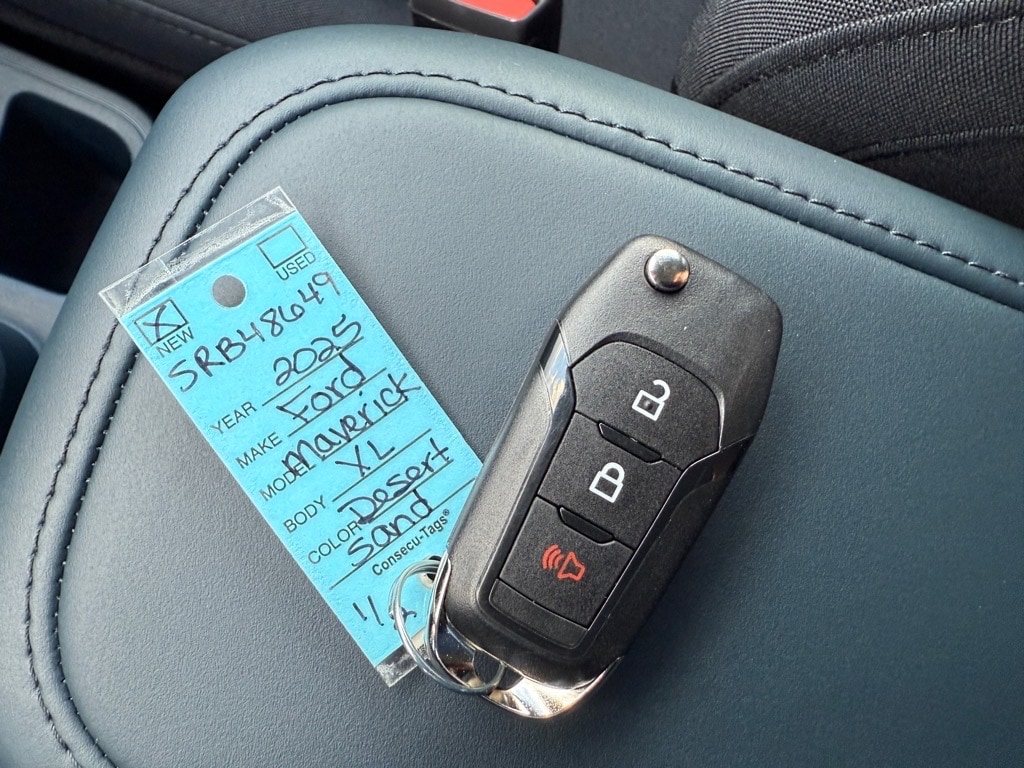 USED
NEW
SRB48649
YEAR 2025
MAKE Ford
MODEL Maverick
BODY XL
COLOR Desert
Sand
Consecu-Tags®